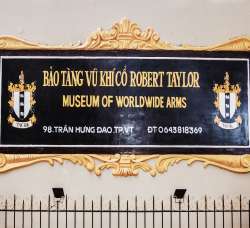 BẢO TÀNG VŨ KHÍ CỔ ROBERT TAYLOR
MUSEUM OF WORLDWIDE ARMS
98.TRẦN HƯNG ĐẠO.TP.VT ĐT 0643818369